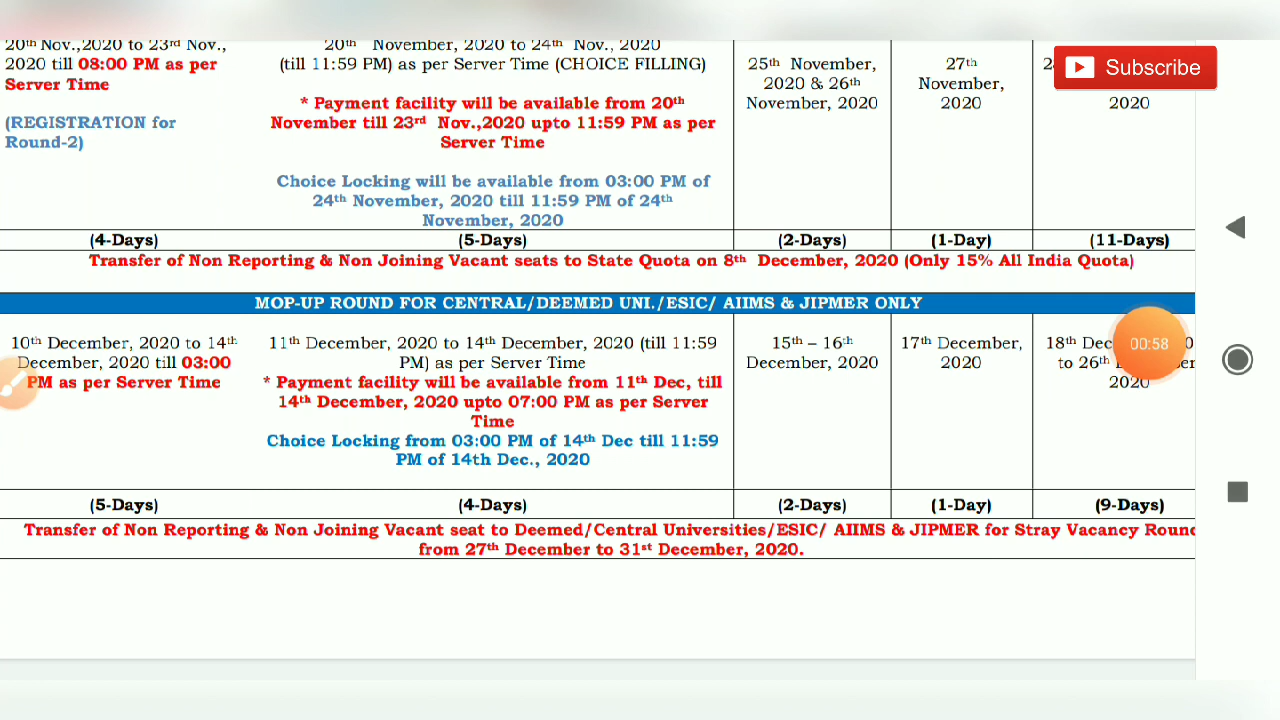 20th Nov.,2020 to 23rd Nov.,
2020 till 08:00 PM as per
Server Time
(REGISTRATION for
Round-2)
20th November, 2020 to 24th Nov., 2020
(till 11:59 PM) as per Server Time (CHOICE FILLING)
* Payment facility will be available from 20th
November till 23rd Nov.,2020 upto 11:59 PM as per
Server Time
Choice Locking will be available from 03:00 PM of
24th November, 2020 till 11:59 PM of 24th
November, 2020
25th November,
2020 & 26th
November, 2020
27th
November,
2020
2020
Subscribe
(4-Days)
(5-Days)
(2-Days)
(1-Day)
(11-Days)
Transfer of Non Reporting & Non Joining Vacant seats to State Quota on 8th December, 2020 (Only 15% All India Quota)
MOP-UP ROUND FOR CENTRAL/DEEMED UNI./ESIC/ AIIMS & JIPMER ONLY
10th December, 2020 to 14th
December, 2020 till 03:00
PM as per Server Time
11th December, 2020 to 14th December, 2020 (till 11:59
PM) as per Server Time
* Payment facility will be available from 11th Dec, till
14th December, 2020 upto 07:00 PM as per Server
Time
Choice Locking from 03:00 PM of 14th Dec till 11:59
PM of 14th Dec., 2020
15th – 16th
December, 2020
17th December,
2020
18th Dec
to 26th
2020
00:58
(5-Days)
(4-Days)
(2-Days)
(1-Day)
(9-Days)
Transfer of Non Reporting & Non Joining Vacant seat to Deemed/Central Universities/ESIC/ AIIMS & JIPMER for Stray Vacancy Round
from 27th December to 31st December, 2020.